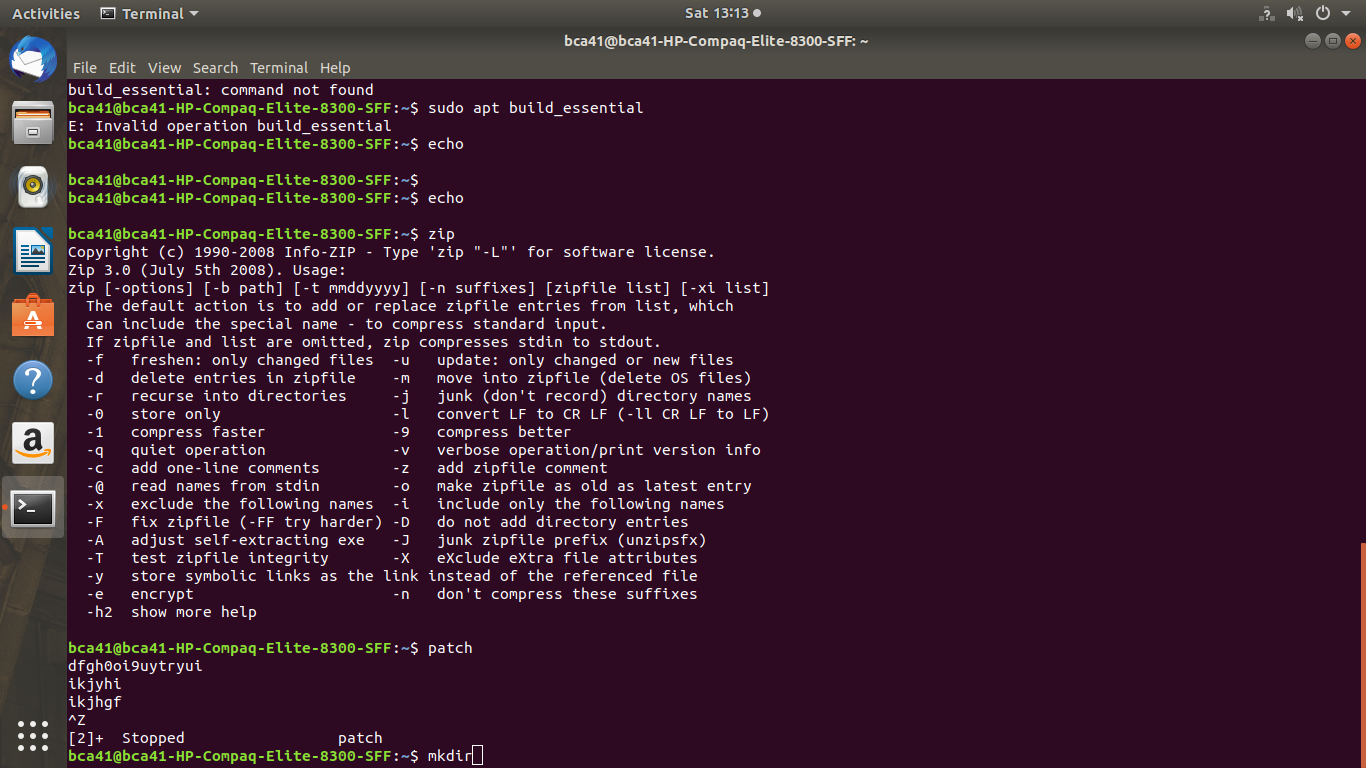 Activities Terminal Sat 13:13
bca41@bca41-HP-Compaq-Elite-8300-SFF: ~
File Edit View Search Terminal Help
build_essential: command not found
bca41@bca41-HP-Compaq-Elite-8300-SFF:~$ sudo apt build_essential
E: Invalid operation build_essential
bca41@bca41-HP-Compaq-Elite-8300-SFF:~$ echo

bca41@bca41-HP-Compaq-Elite-8300-SFF:~$
bca41@bca41-HP-Compaq-Elite-8300-SFF:~$ echo

bca41@bca41-HP-Compaq-Elite-8300-SFF:~$ zip
Copyright (c) 1990-2008 Info-ZIP - Type 'zip "-L"' for software license.
Zip 3.0 (July 5th 2008). Usage:
zip [-options] [-b path] [-t mmddyyyy] [-n suffixes] [zipfile list] [-xi list]
  The default action is to add or replace zipfile entries from list, which
  can include the special name - to compress standard input.
  If zipfile and list are omitted, zip compresses stdin to stdout.
  -f   freshen: only changed files  -u   update: only changed or new files
  -d   delete entries in zipfile    -m   move into zipfile (delete OS files)
  -r   recurse into directories     -j   junk (don't record) directory names
  -0   store only                   -l   convert LF to CR LF (-ll CR LF to LF)
  -1   compress faster              -9   compress better
  -q   quiet operation              -v   verbose operation/print version info
  -c   add one-line comments        -z   add zipfile comment
  -@   read names from stdin        -o   make zipfile as old as latest entry
  -x   exclude the following names  -i   include only the following names
  -F   fix zipfile (-FF try harder) -D   do not add directory entries
  -A   adjust self-extracting exe   -J   junk zipfile prefix (unzipsfx)
  -T   test zipfile integrity       -X   eXclude eXtra file attributes
  -y   store symbolic links as the link instead of the referenced file
  -e   encrypt                      -n   don't compress these suffixes
  -h2  show more help

bca41@bca41-HP-Compaq-Elite-8300-SFF:~$ patch
dfgh0oi9uytryui
ikjyhi
ikjhgf
^Z
[2]+  Stopped                 patch
bca41@bca41-HP-Compaq-Elite-8300-SFF:~$ mkdir